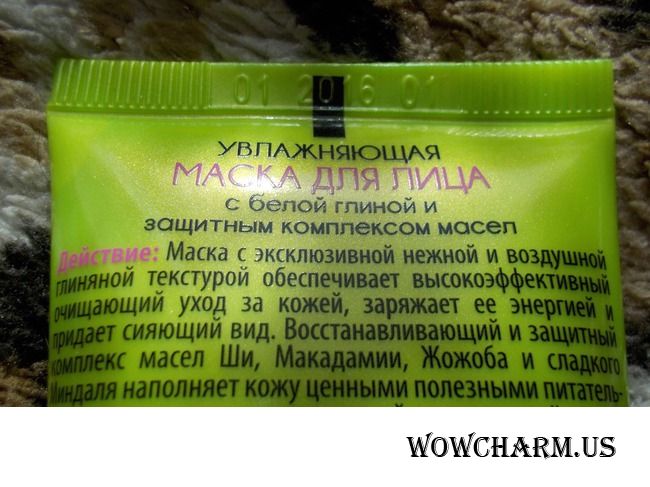 01 2016 01
УВЛАЖНЯЮЩАЯ
МАСКА ДЛЯ ЛИЦА
С БЕЛОЙ ГЛИНОЙ И
ЗАЩИТНЫМ КОМПЛЕКСОМ МАСЕЛ
Действие: Маска с эксклюзивной нежной и воздушной
глиняной текстурой обеспечивает высокоэффективный
очищающий уход за кожей, заряжает ее энергией и
придает сияющий вид. Восстанавливающий и защитный
комплекс масел Ши, Макадамии, Жожоба и сладкого
Миндаля наполняет кожу ценными полезными питатель-
WOWCHARM.US